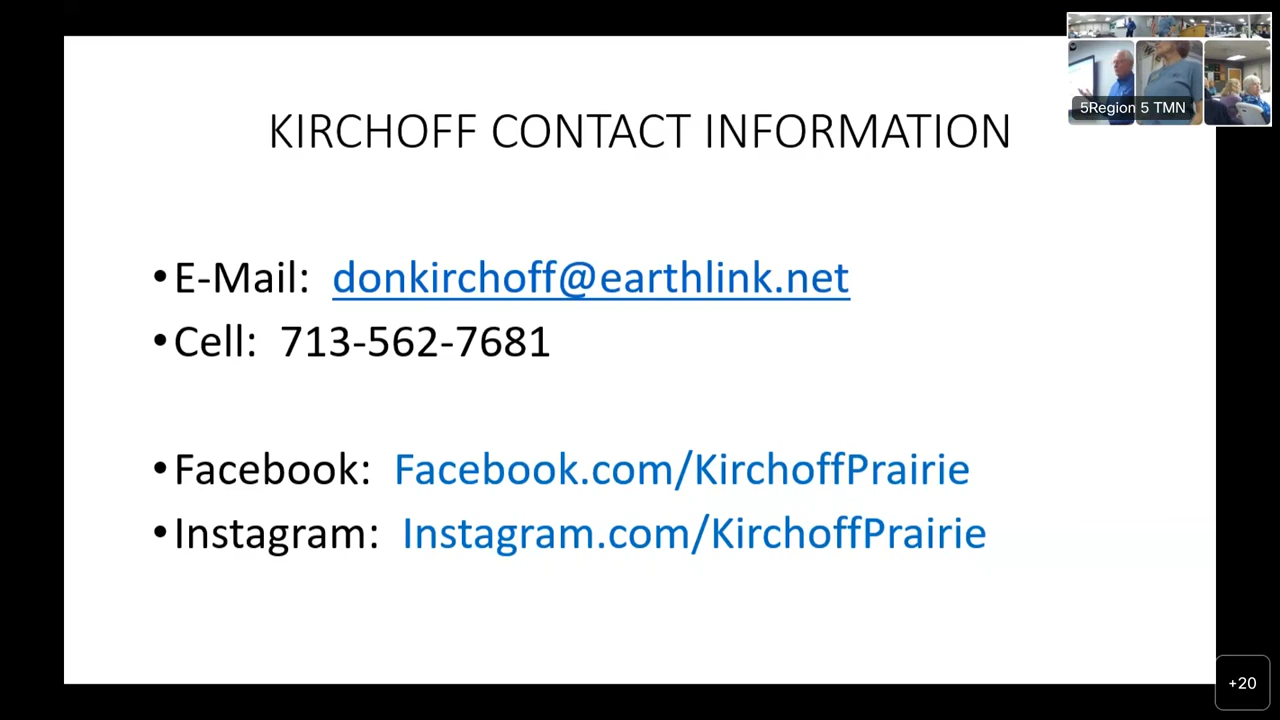 5Region 5 TMN
KIRCHOFF CONTACT INFORMATION
•E-Mail: donkirchoff@earthlink.net
•Cell: 713-562-7681
•Facebook: Facebook.com/KirchoffPrairie
•Instagram: Instagram.com/KirchoffPrairie
+20